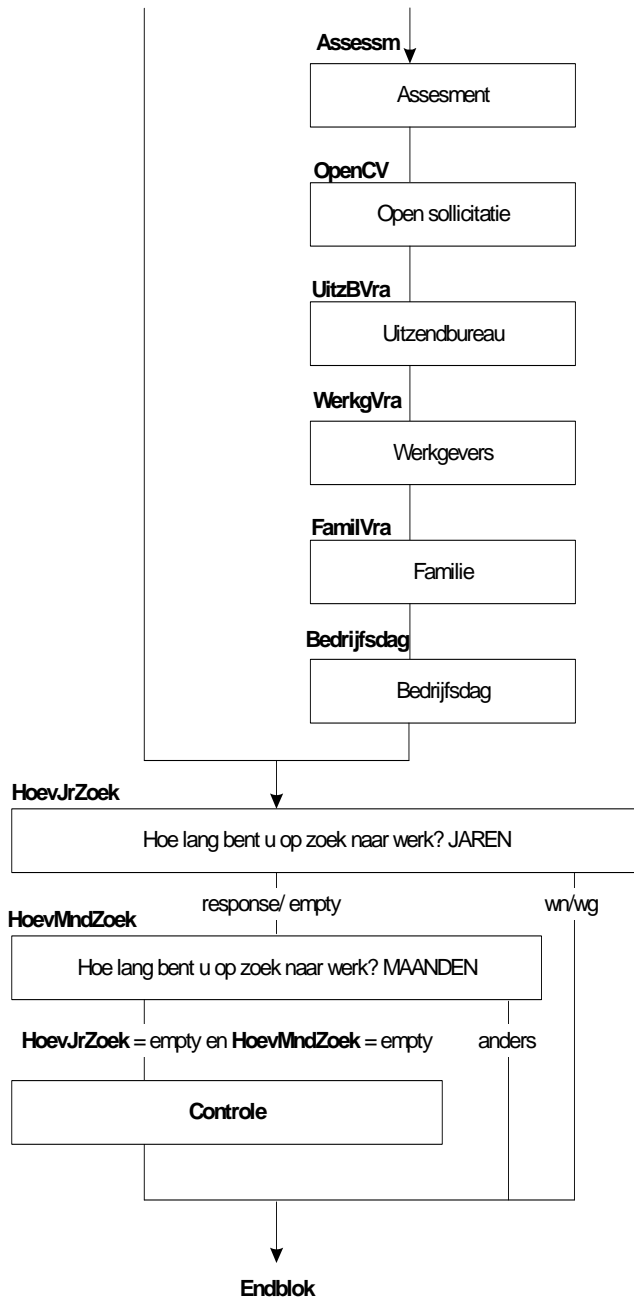 Assessm
Assesment
OpenCV
Open sollicitatie
UitzBVra
Uitzendbureau
WerkgVra
Werkgevers
FamilVra
Familie
Bedrijfsdag
Bedrijfsdag
HoevJrZoek
Hoe lang bent u op zoek naar werk? JAREN
response/ empty wn/wg
HoevMndZoek
Hoe lang bent u op zoek naar werk? MAANDEN
HoevJrZoek = empty en HoevMndZoek = empty anders
Controle
Endblok